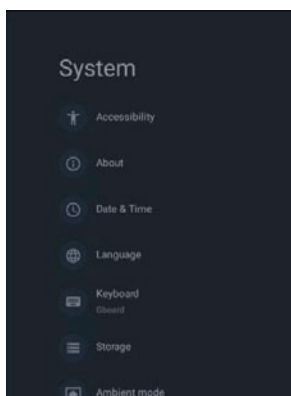 System
Accessibility
About
Date & Time
Language
Keyboard
Gboard
Storage
Ambient mode